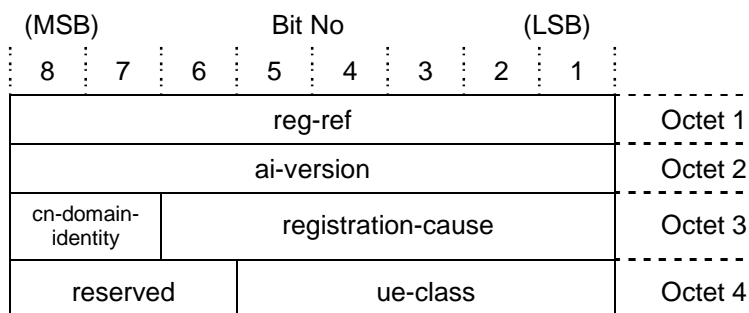 (MSB) Bit No (LSB)
8 7 6 5 4 3 2 1
reg-ref Octet 1
ai-version Octet 2
cn-domain-
identity
registration-cause Octet 3
reserved ue-class Octet 4